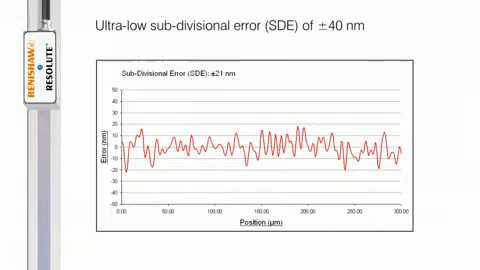 Ultra-low sub-divisional error (SDE) of ±40 nm
RENISHAW
RESOLUTE™
Sub-Divisional Error (SDE): ±21 nm
Error (nm)
50
40
30
20
10
0
-10
-20
-30
-40
-50
0.00 50.00 100.00 150.00 200.00 250.00 300.00
Position (µm)